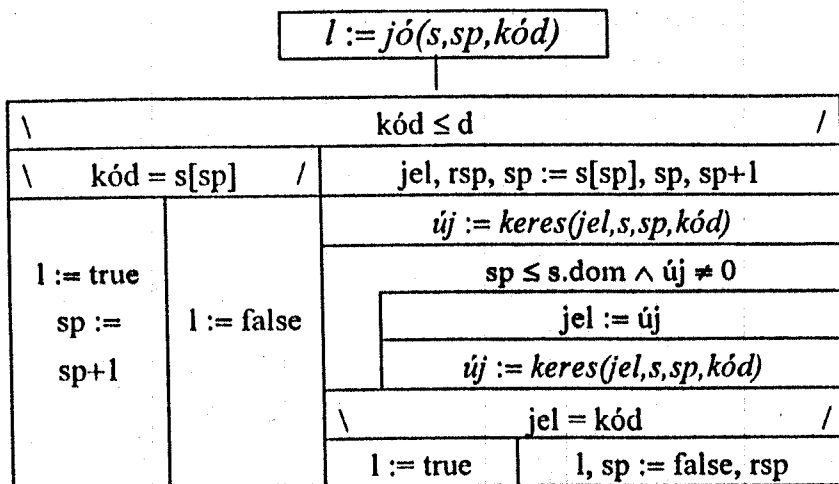 l := jó(s,sp,kód)
\ kód ≤ d /
\ kód = s[sp] /
jel, rsp, sp := s[sp], sp, sp+1
új := keres(jel,s,sp,kód)
sp ≤ s.dom ∧ új ≠ 0
jel := új
új := keres(jel,s,sp,kód)
\ jel = kód /
l := true
sp :=
sp+1
l := false
l := true
l, sp := false, rsp